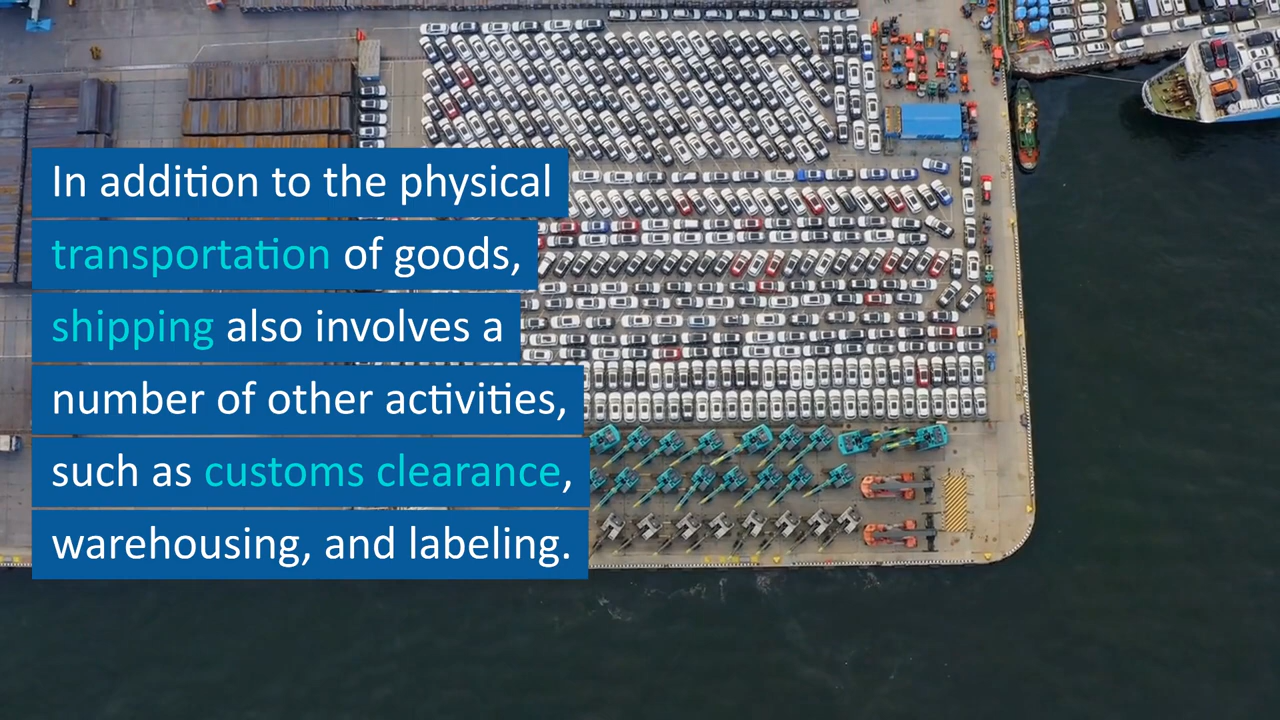 In addition to the physical
transportation of goods,
shipping also involves a
number of other activities,
such as customs clearance,
warehousing, and labeling.